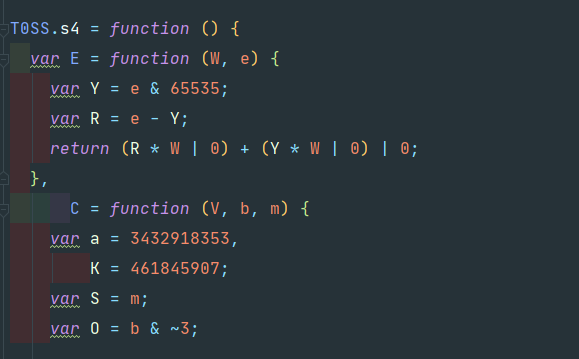 T0SS.s4 = function () {
  var E = function (W, e) {
    var Y = e & 65535;
    var R = e - Y;
    return (R * W | 0) + (Y * W | 0) | 0;
  },
      C = function (V, b, m) {
    var a = 3432918353,
        K = 461845907;
    var S = m;
    var O = b & ~3;